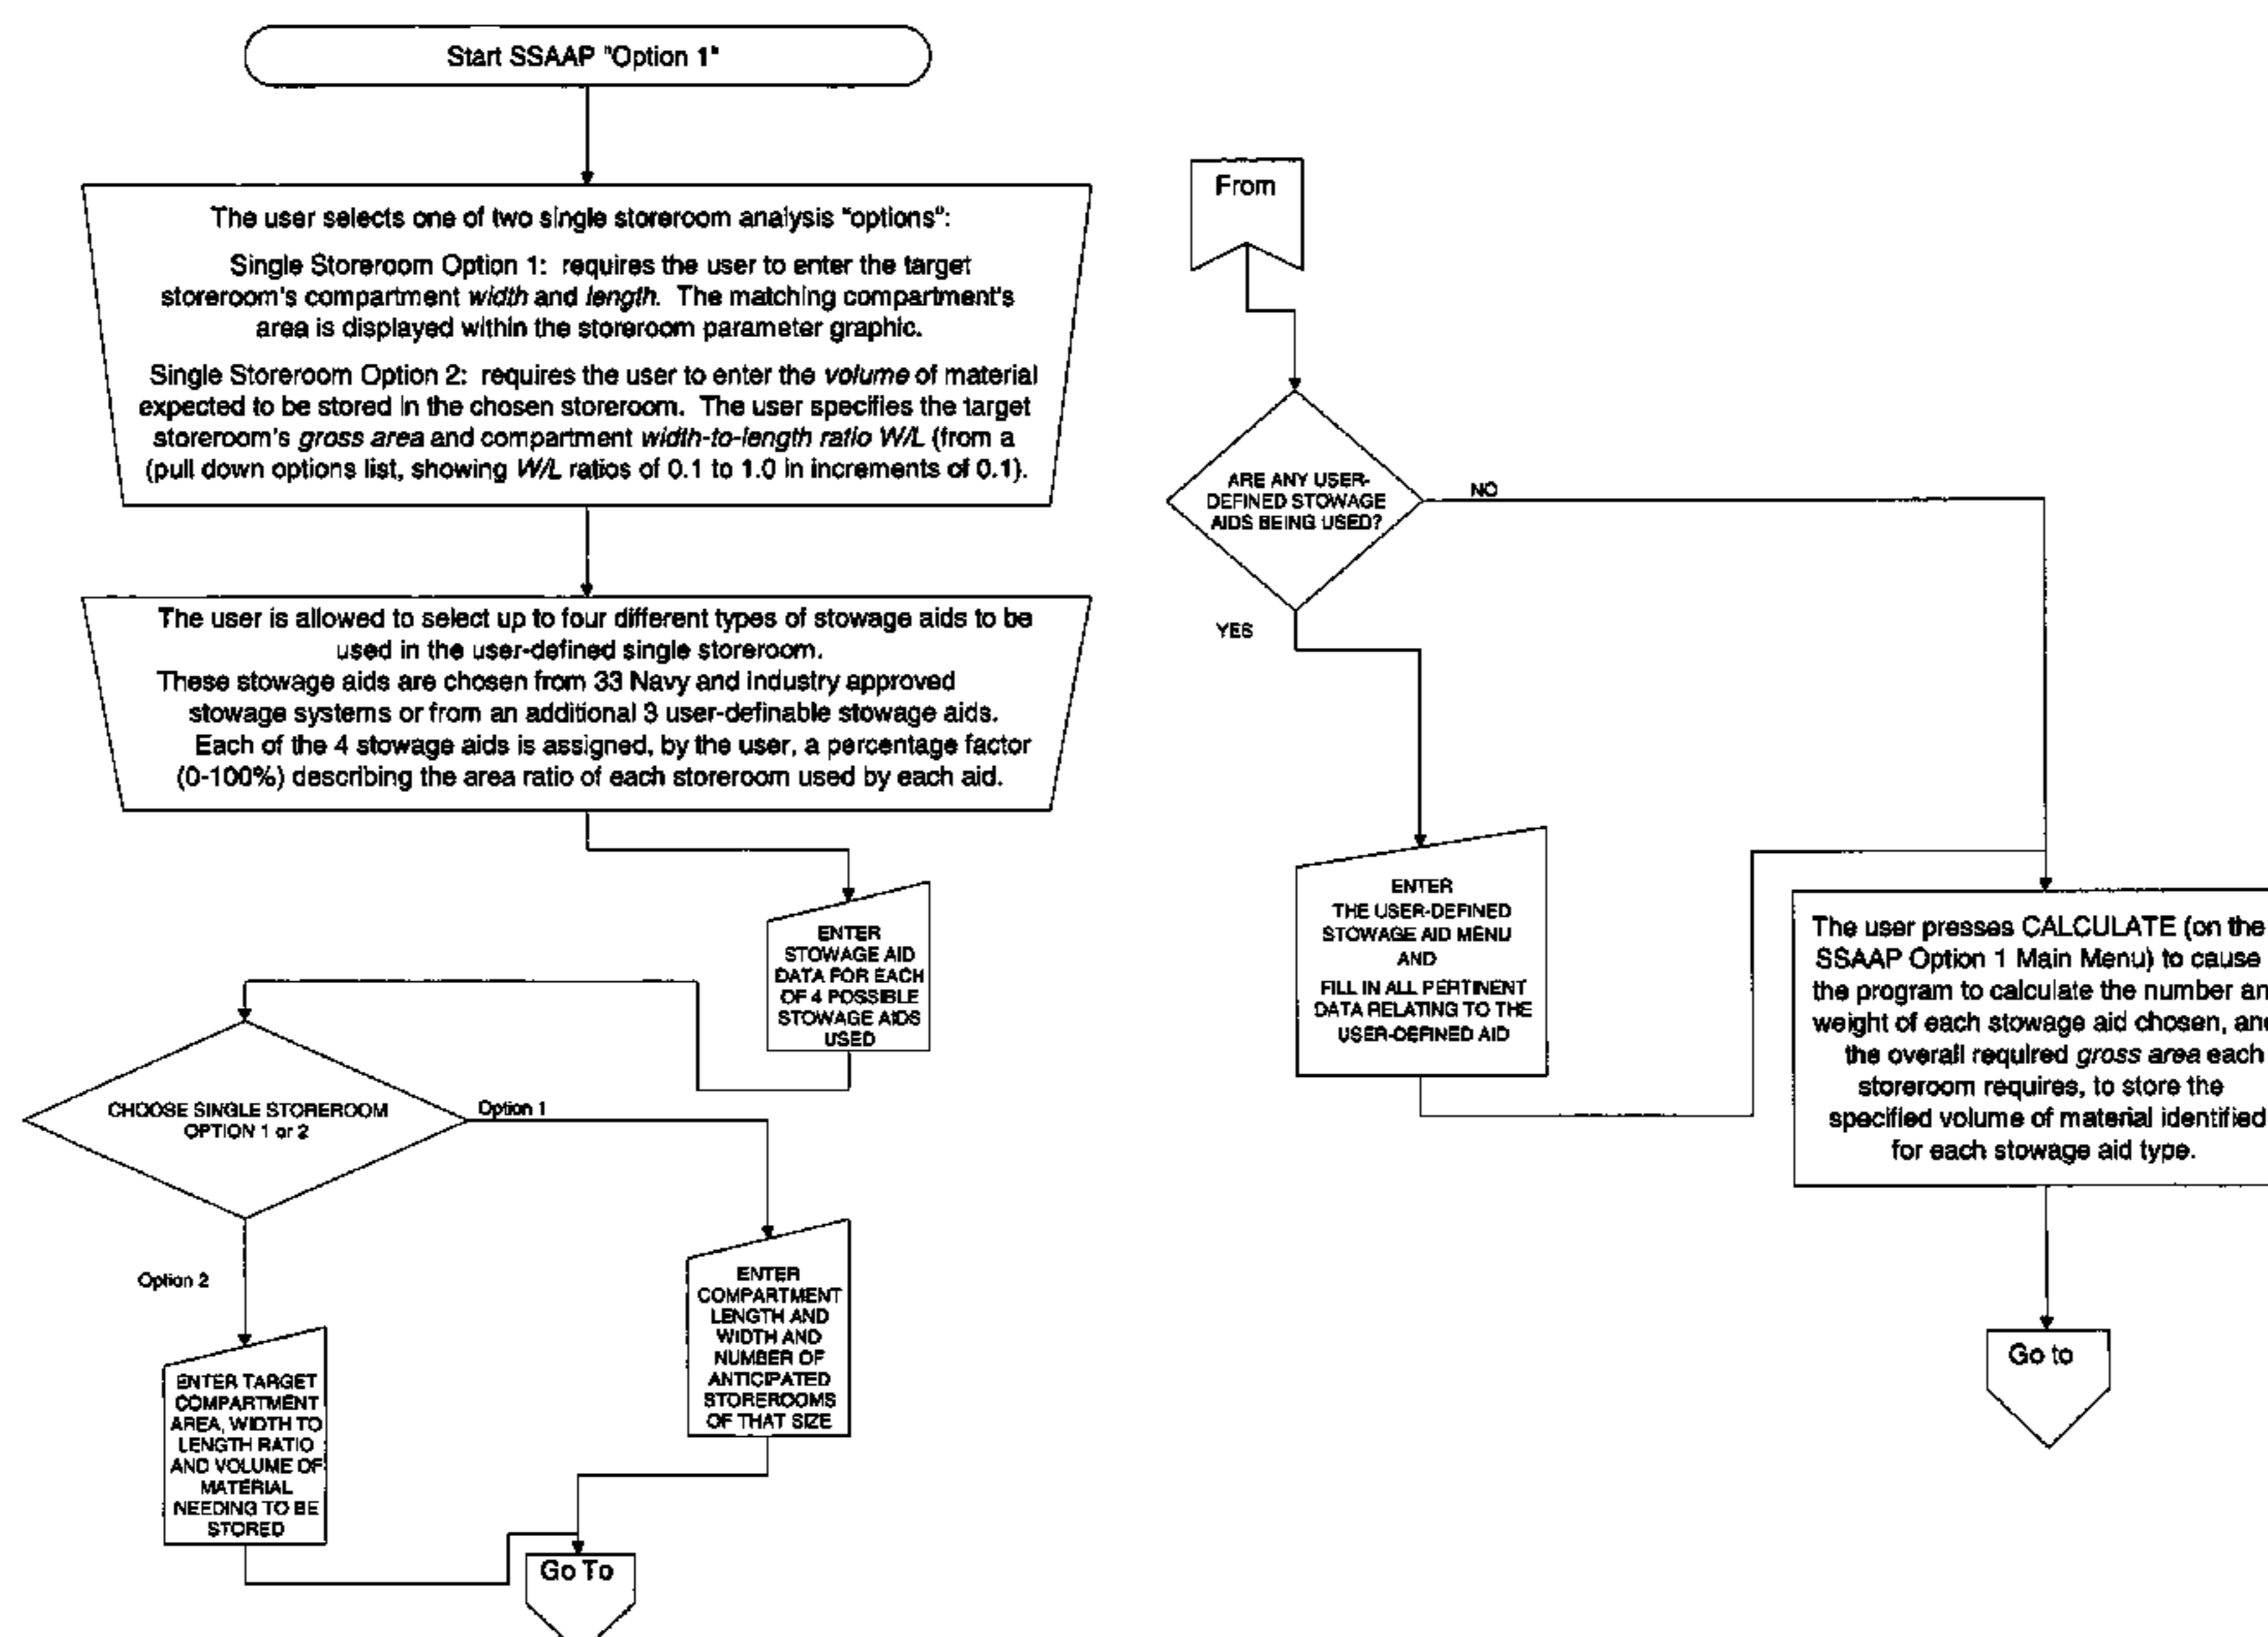 Start SSAAP "Option 1"
The user selects one of two single storeroom analysis "options":
Single Storeroom Option 1: requires the user to enter the target
storeroom's compartment width and length. The matching compartment's
area is displayed within the storeroom parameter graphic.
Single Storeroom Option 2: requires the user to enter the volume of material
expected to be stored in the chosen storeroom. The user specifies the target
storeroom's gross area and compartment width-to-length ratio W/L (from a
(pull down options list, showing W/L ratios of 0.1 to 1.0 in increments of 0.1).
The user is allowed to select up to four different types of stowage aids to be
used in the user-defined single storeroom.
These stowage aids are chosen from 33 Navy and industry approved
stowage systems or from an additional 3 user-definable stowage aids.
Each of the 4 stowage aids is assigned, by the user, a percentage factor
(0-100%) describing the area ratio of each storeroom used by each aid.
ENTER
STOWAGE AID
DATA FOR EACH
OF 4 POSSIBLE
STOWAGE AIDS
USED
CHOOSE SINGLE STOREROOM
OPTION 1 or 2
Option 1
Option 2
ENTER
COMPARTMENT
LENGTH AND
WIDTH AND
NUMBER OF
ANTICIPATED
STOREROOMS
OF THAT SIZE
ENTER TARGET
COMPARTMENT
AREA, WIDTH TO
LENGTH RATIO
AND VOLUME OF
MATERIAL
NEEDING TO BE
STORED
Go To
From
ARE ANY USER-
DEFINED STOWAGE
AIDS BEING USED?
NO
YES
ENTER
THE USER-DEFINED
STOWAGE AID MENU
AND
FILL IN ALL PERTINENT
DATA RELATING TO THE
USER-DEFINED AID
The user presses CALCULATE (on the
SSAAP Option 1 Main Menu) to cause
the program to calculate the number an
weight of each stowage aid chosen, and
the overall required gross area each
storeroom requires, to store the
specified volume of material identified
for each stowage aid type.
Go to